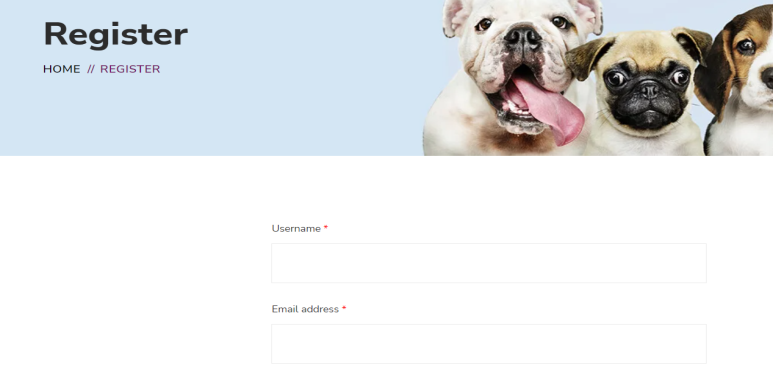 Register
HOME // REGISTER
Username *
Email address *